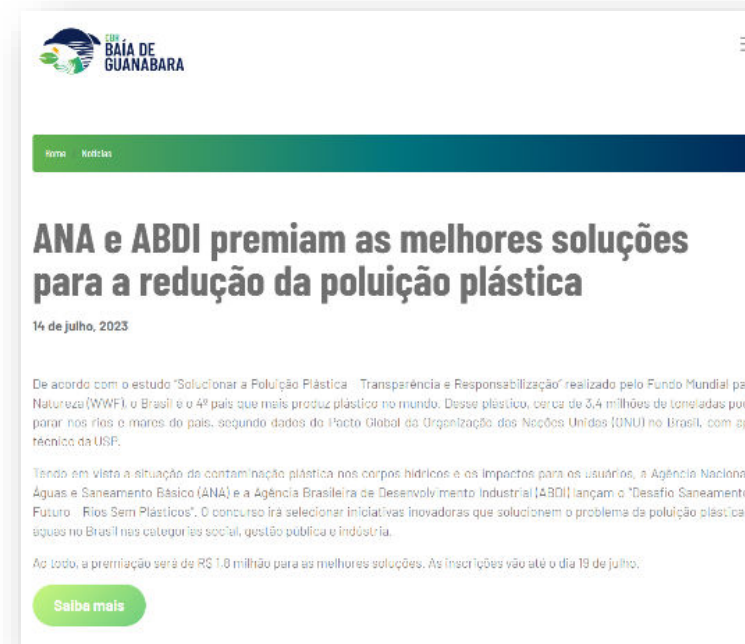 CBH
BAÍA DE
GUANABARA
Home Notícias
ANA e ABDI premiam as melhores soluções
para a redução da poluição plástica
14 de julho, 2023
De acordo com o estudo "Solucionar a Poluição Plástica Transparência e Responsabilização" realizado pelo Fundo Mundial
Natureza (WWF), o Brasil é o 4º país que mais produz plástico no mundo. Desse plástico, cerca de 3,4 milhões de toneladas
parar nos rios e mares do país, segundo dados do Pacto Global da Organização das Nações Unidas (ONU) no Brasil, com
técnico da USP.
Tendo em vista a situação da contaminação plástica nos corpos hídricos e os impactos para os usuários, a Agência
Águas e Saneamento Básico (ANA) e a Agência Brasileira de Desenvolvimento Industrial (ABDI) lançam o "Desafio Saneamento
Futuro Rios Sem Plásticos". O concurso irá selecionar iniciativas inovadoras que solucionem o problema da poluição plástica
águas no Brasil nas categorias social, gestão pública e indústria.
Ao todo, a premiação será de R$ 1,8 milhão para as melhores soluções. As inscrições vão até o dia 19 de julho.
Saiba mais